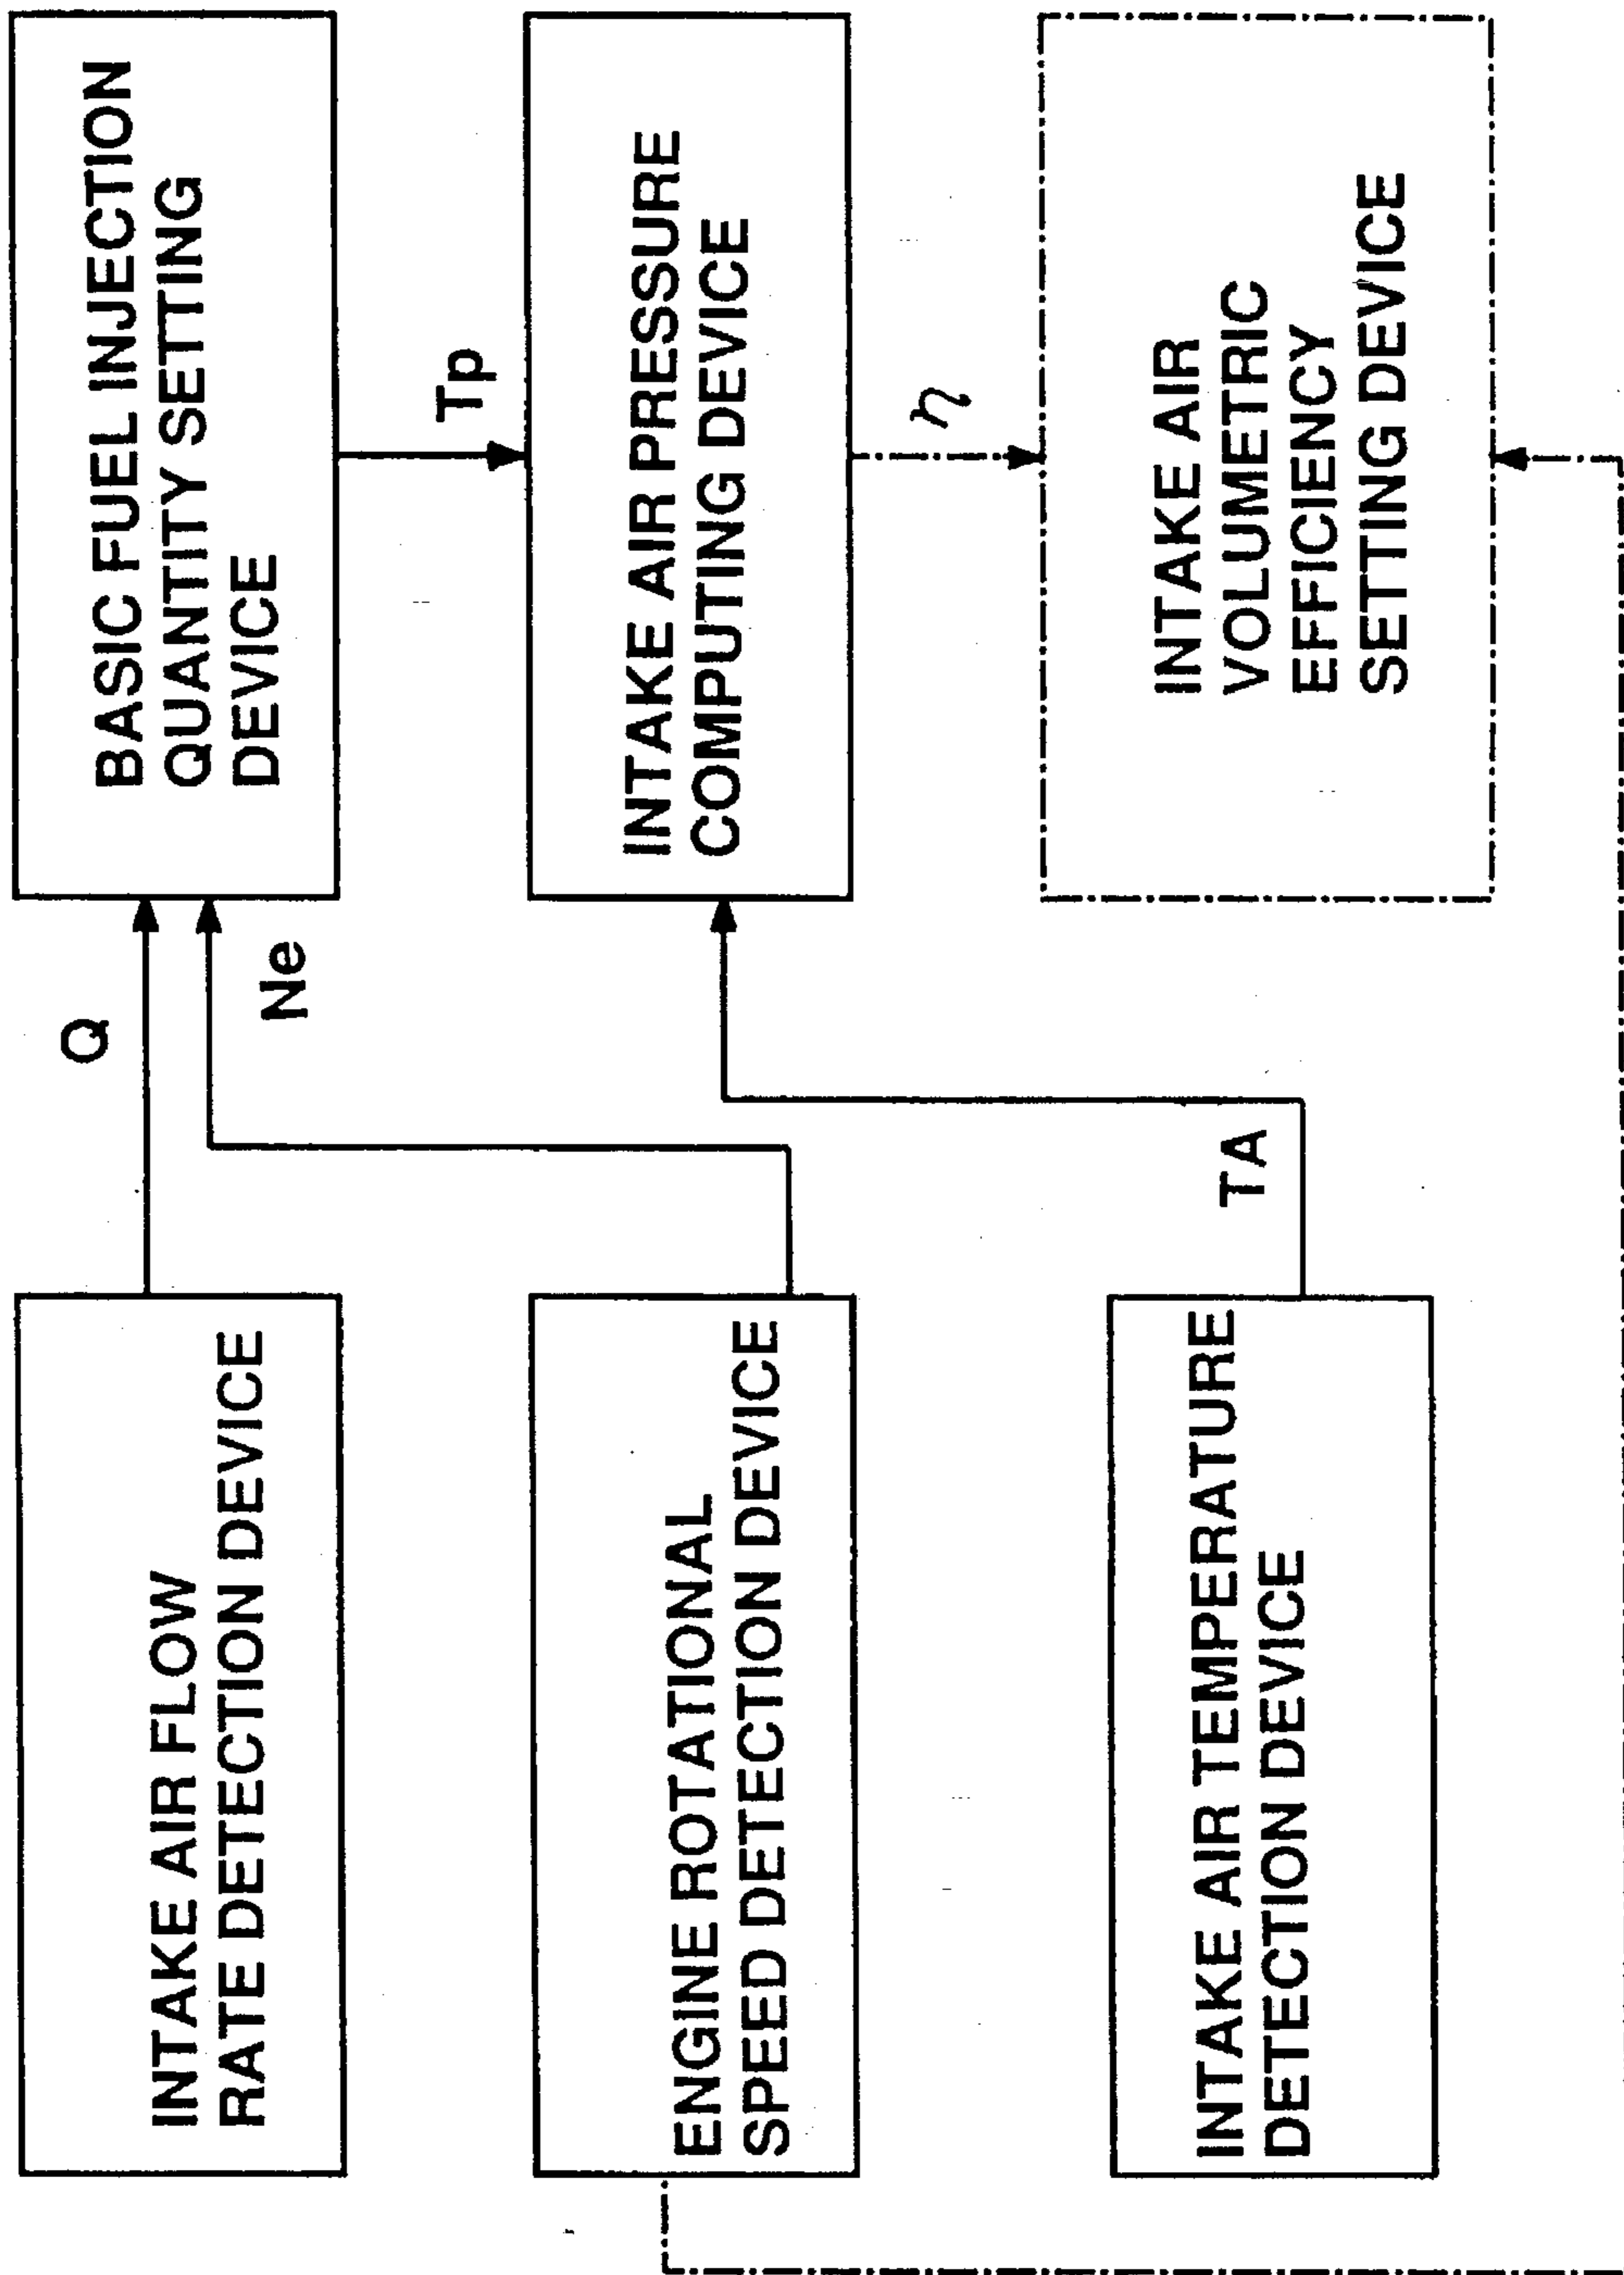 INTAKE AIR FLOW
RATE DETECTION DEVICE
Q
BASIC FUEL INJECTION
QUANTITY SETTING
DEVICE
Ne
Tp
ENGINE ROTATIONAL
SPEED DETECTION DEVICE
INTAKE AIR PRESSURE
COMPUTING DEVICE
η
INTAKE AIR TEMPERATURE
DETECTION DEVICE
TA
INTAKE AIR
VOLUMETRIC
EFFICIENCY
SETTING DEVICE